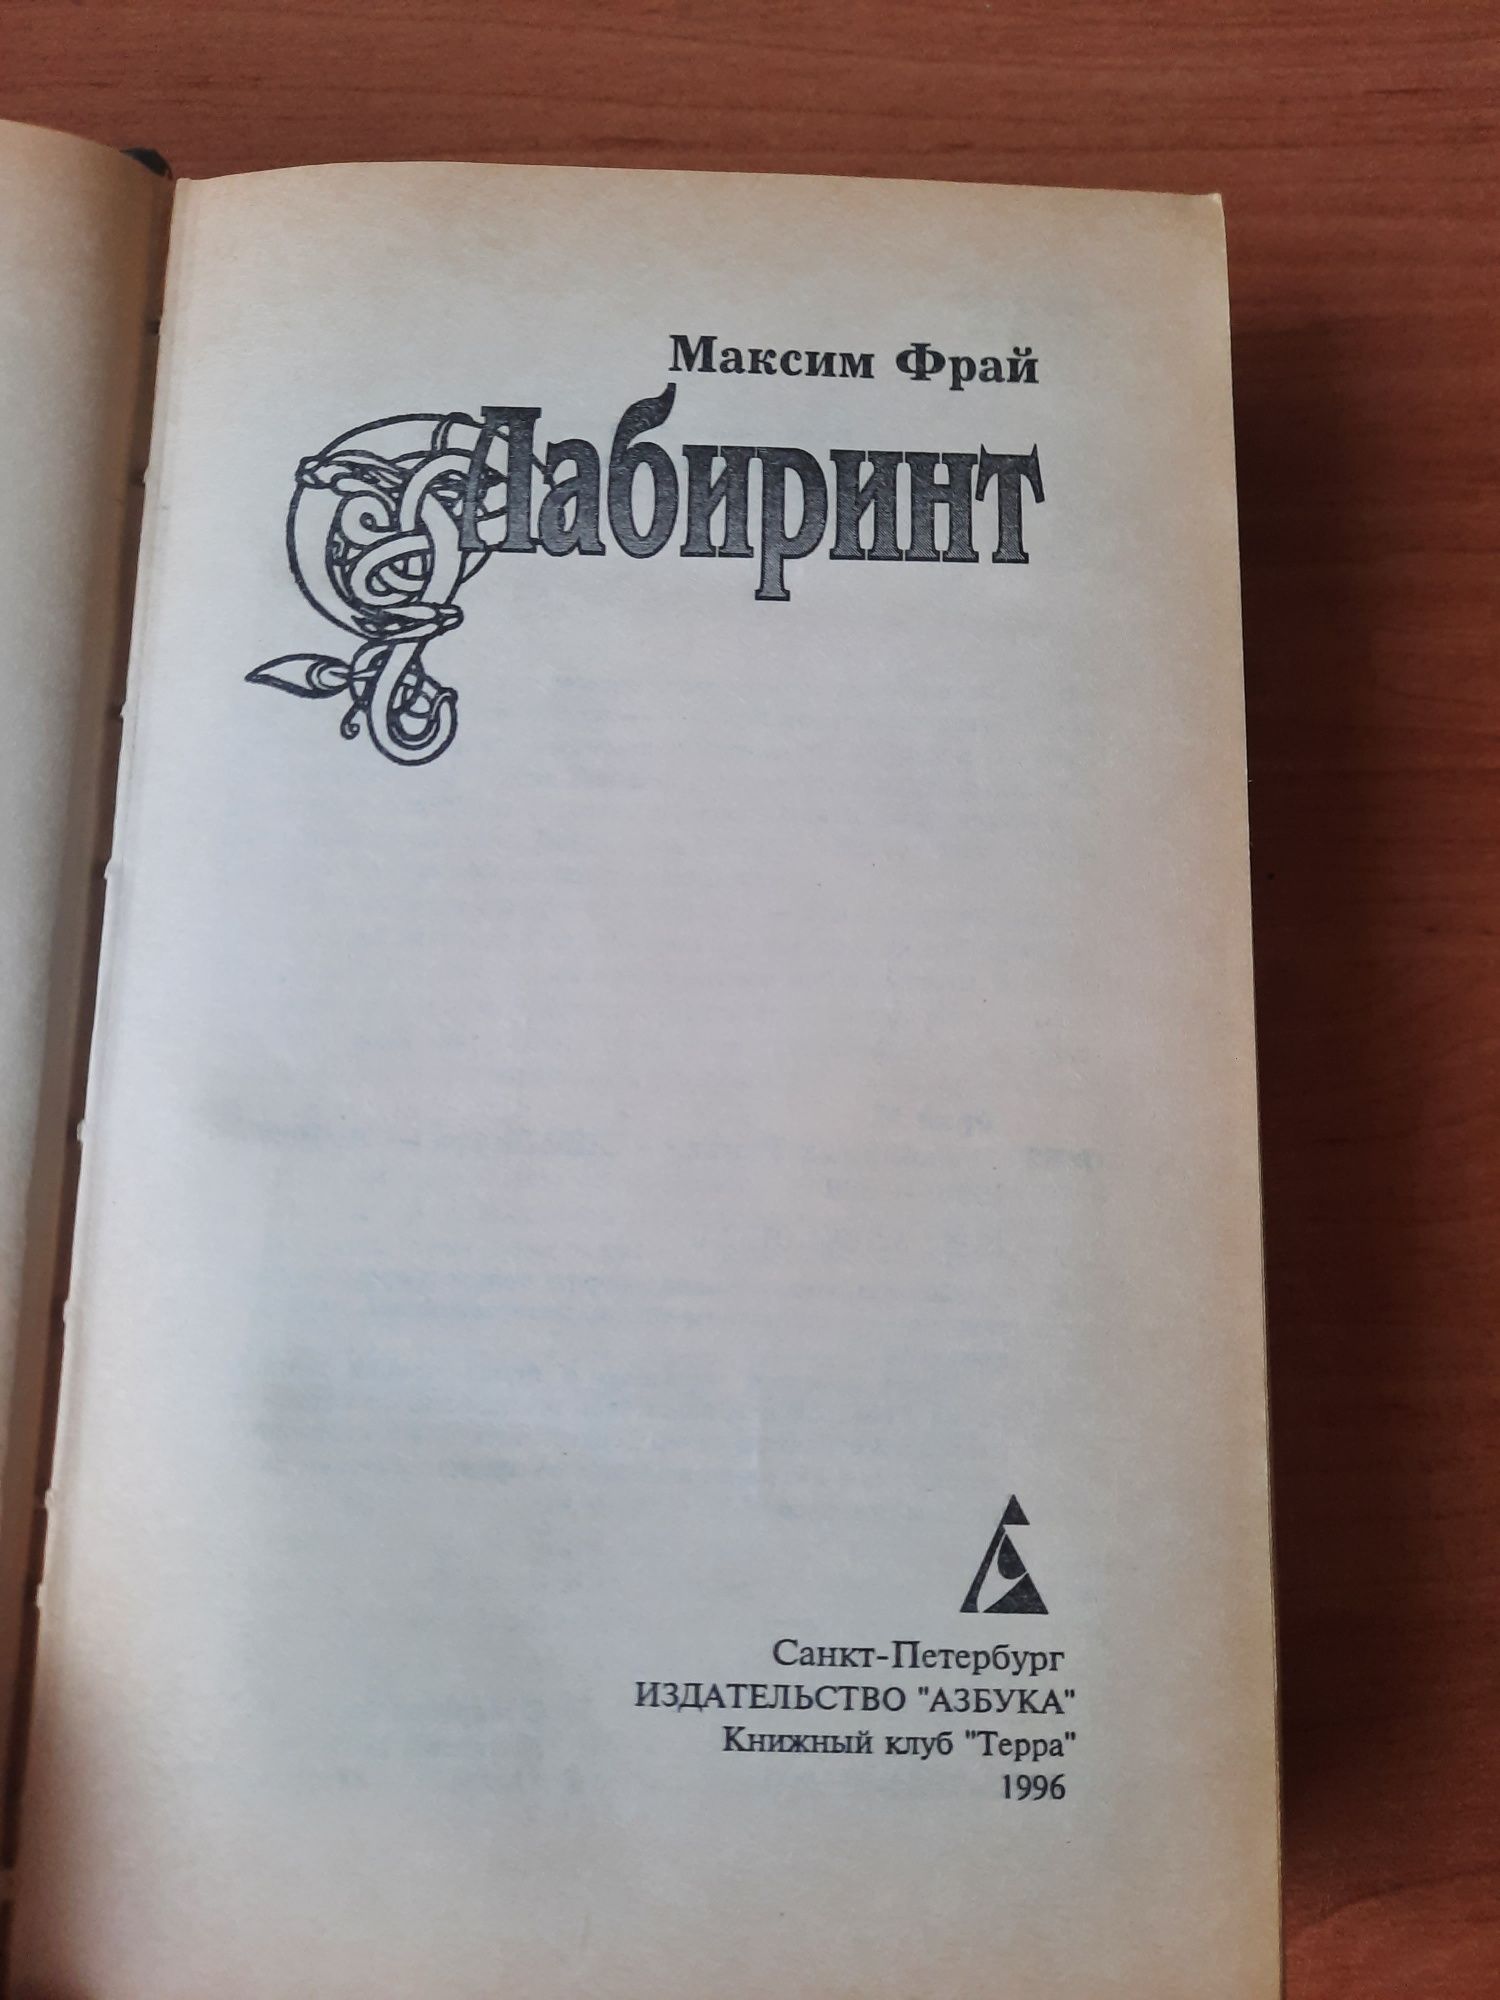 Максим Фрай
Лабиринт
Санкт-Петербург
ИЗДАТЕЛЬСТВО "АЗБУКА"
Книжный клуб "Терра"
1996